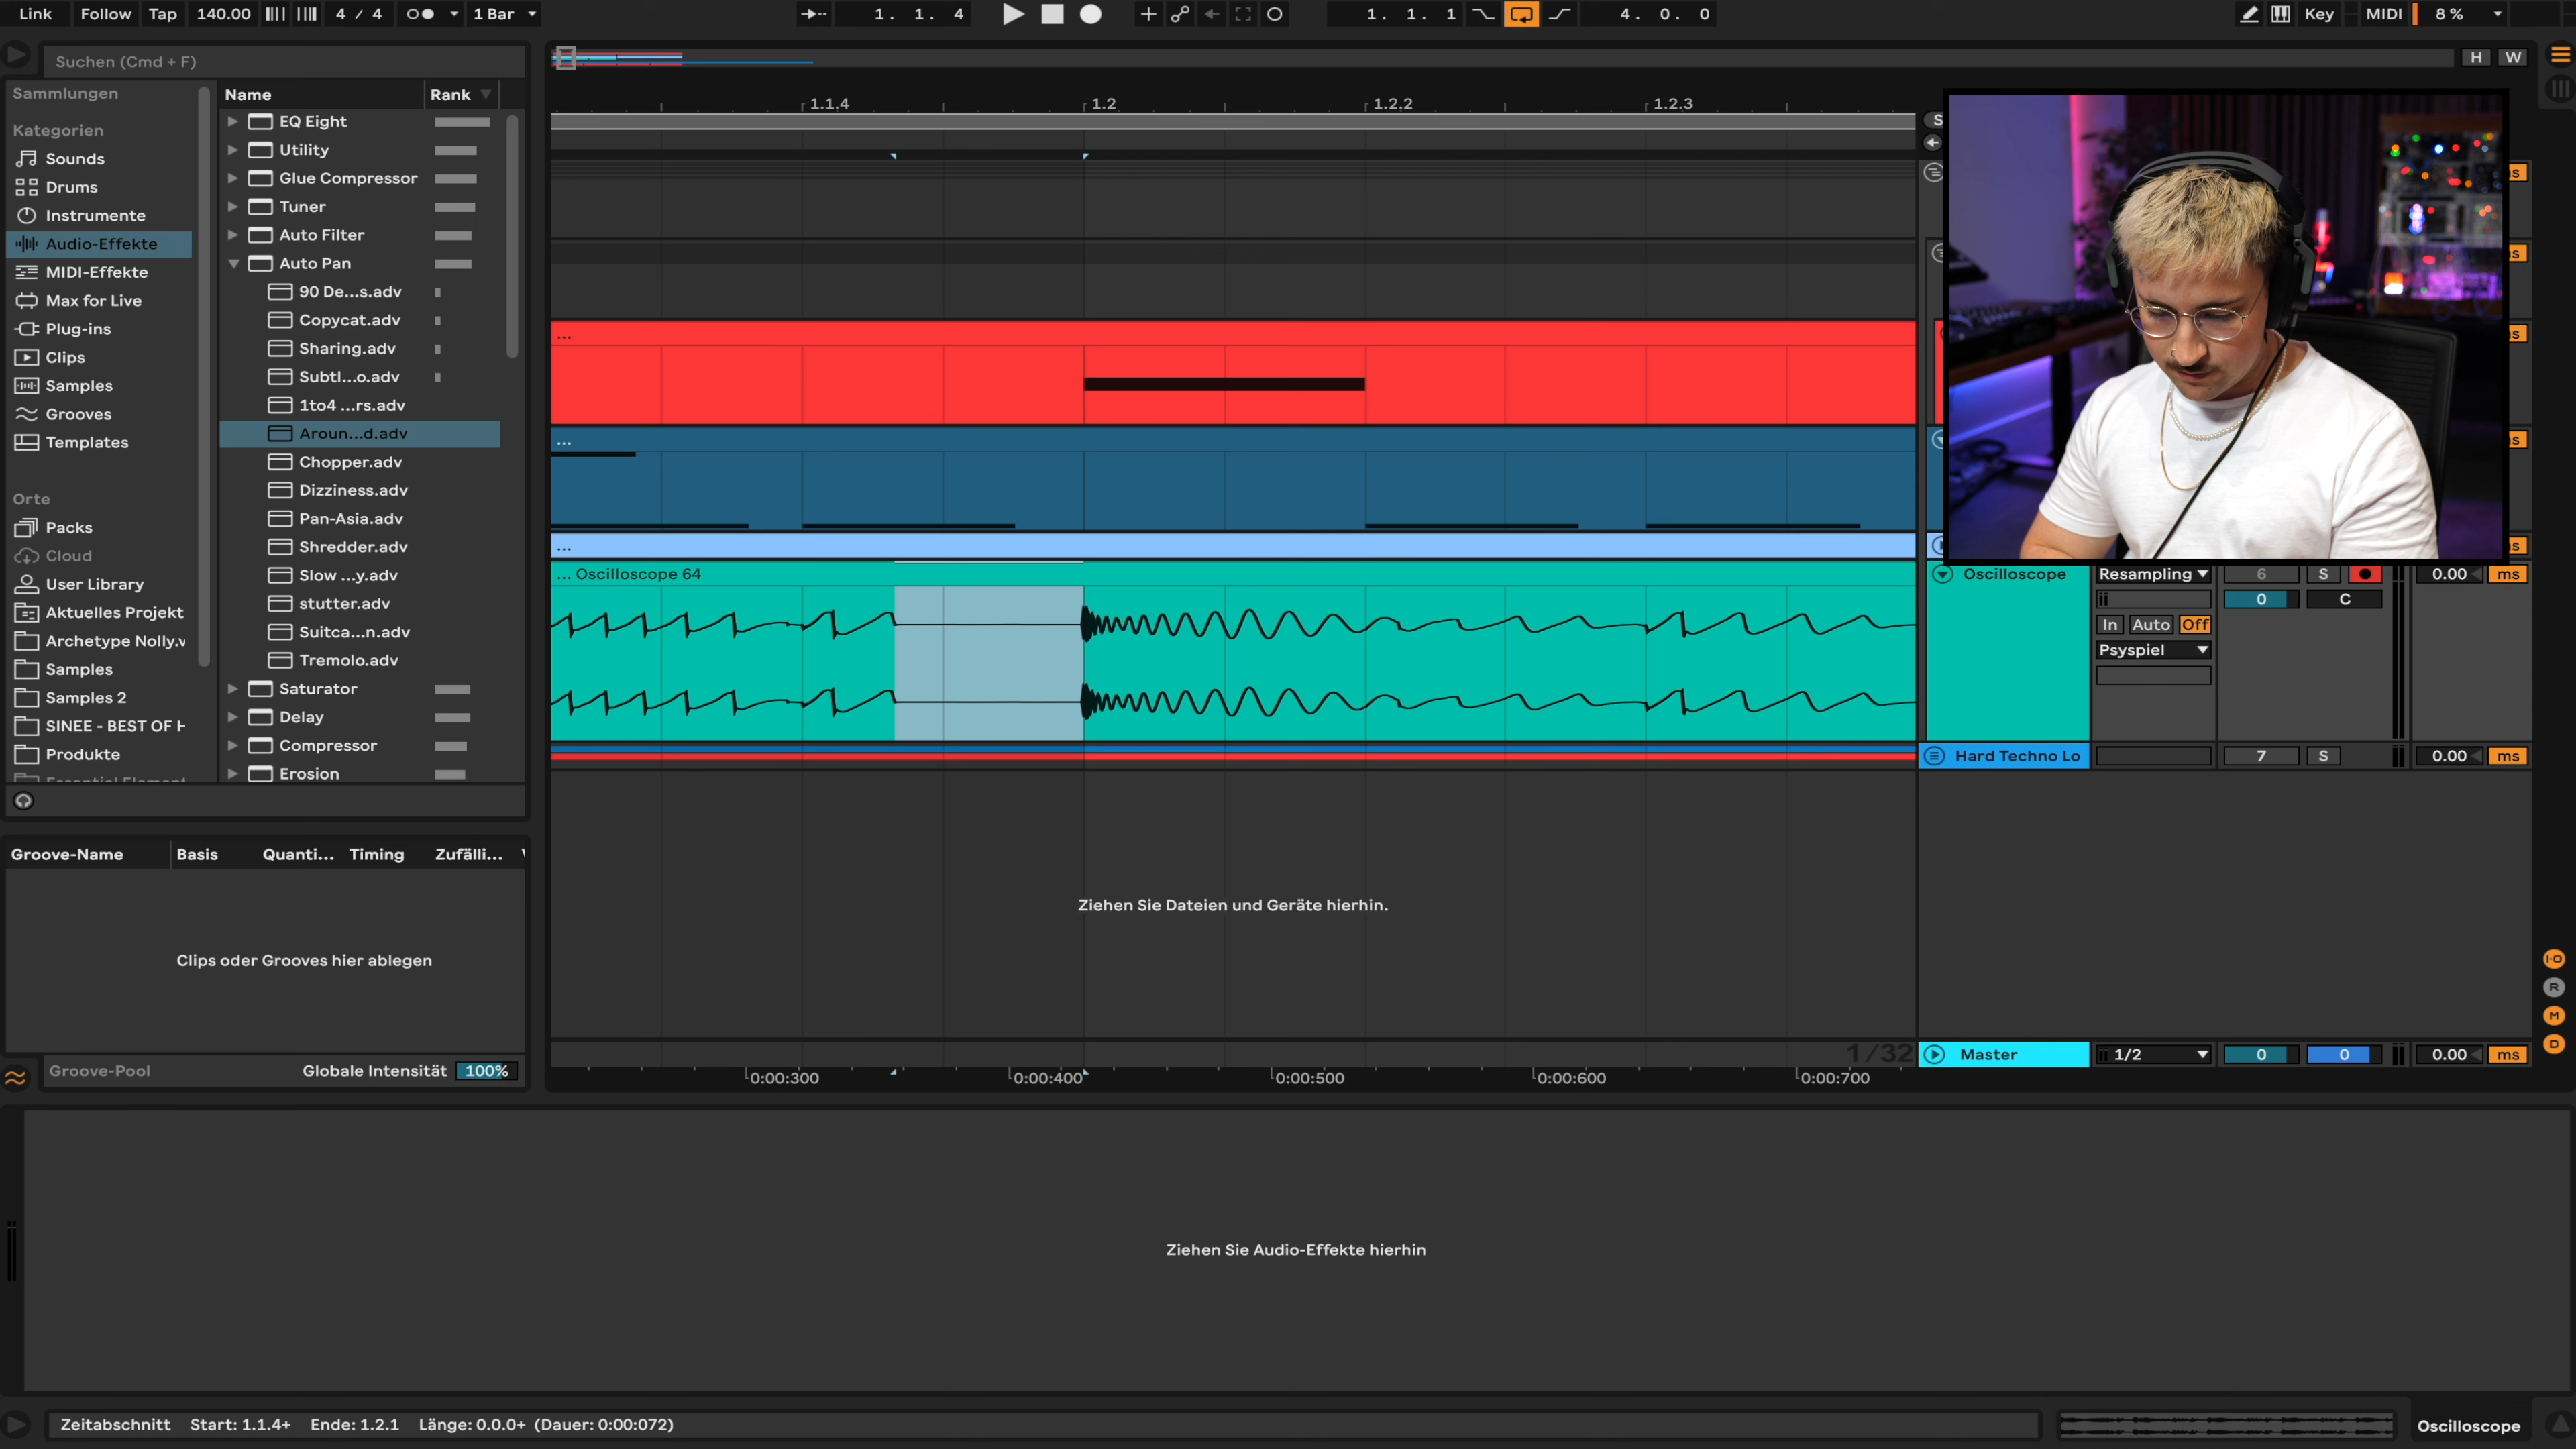 Link Follow Tap 140.00 4 / 4 1 Bar 1. 1. 4 1. 1. 1 4. 0. 0 Key MIDI 8 %
Suchen (Cmd + F)
H W
Sammlungen
Name Rank
Kategorien
Sounds
Drums
Instrumente
Audio-Effekte
MIDI-Effekte
Max for Live
Plug-ins
Clips
Samples
Grooves
Templates
Orte
Packs
Cloud
User Library
Aktuelles Projekt
Archetype Nolly.v
Samples
Samples 2
SINEE - BEST OF H
Produkte
EQ Eight
Utility
Glue Compressor
Tuner
Auto Filter
Auto Pan
90 De...s.adv
Copycat.adv
Sharing.adv
Subtl...o.adv
1to4 ...rs.adv
Aroun...d.adv
Chopper.adv
Dizziness.adv
Pan-Asia.adv
Shredder.adv
Slow ...y.adv
stutter.adv
Suitca...n.adv
Tremolo.adv
Saturator
Delay
Compressor
Erosion
Groove-Name Basis Quanti... Timing Zufälli...
Clips oder Grooves hier ablegen
Groove-Pool Globale Intensität 100%
1.1.4 1.2 1.2.2 1.2.3
S
...
...
...
... Oscilloscope 64
Oscilloscope Resampling 6 S 0.00 ms
0 C
In Auto Off
Psyspiel
Hard Techno Lo 7 S 0.00 ms
Ziehen Sie Dateien und Geräte hierhin.
1/32
Master 1/2 0 0 0.00 ms
0:00:300 0:00:400 0:00:500 0:00:600 0:00:700
I·O
R
M
D
Ziehen Sie Audio-Effekte hierhin
Zeitabschnitt Start: 1.1.4+ Ende: 1.2.1 Länge: 0.0.0+ (Dauer: 0:00:072)
Oscilloscope